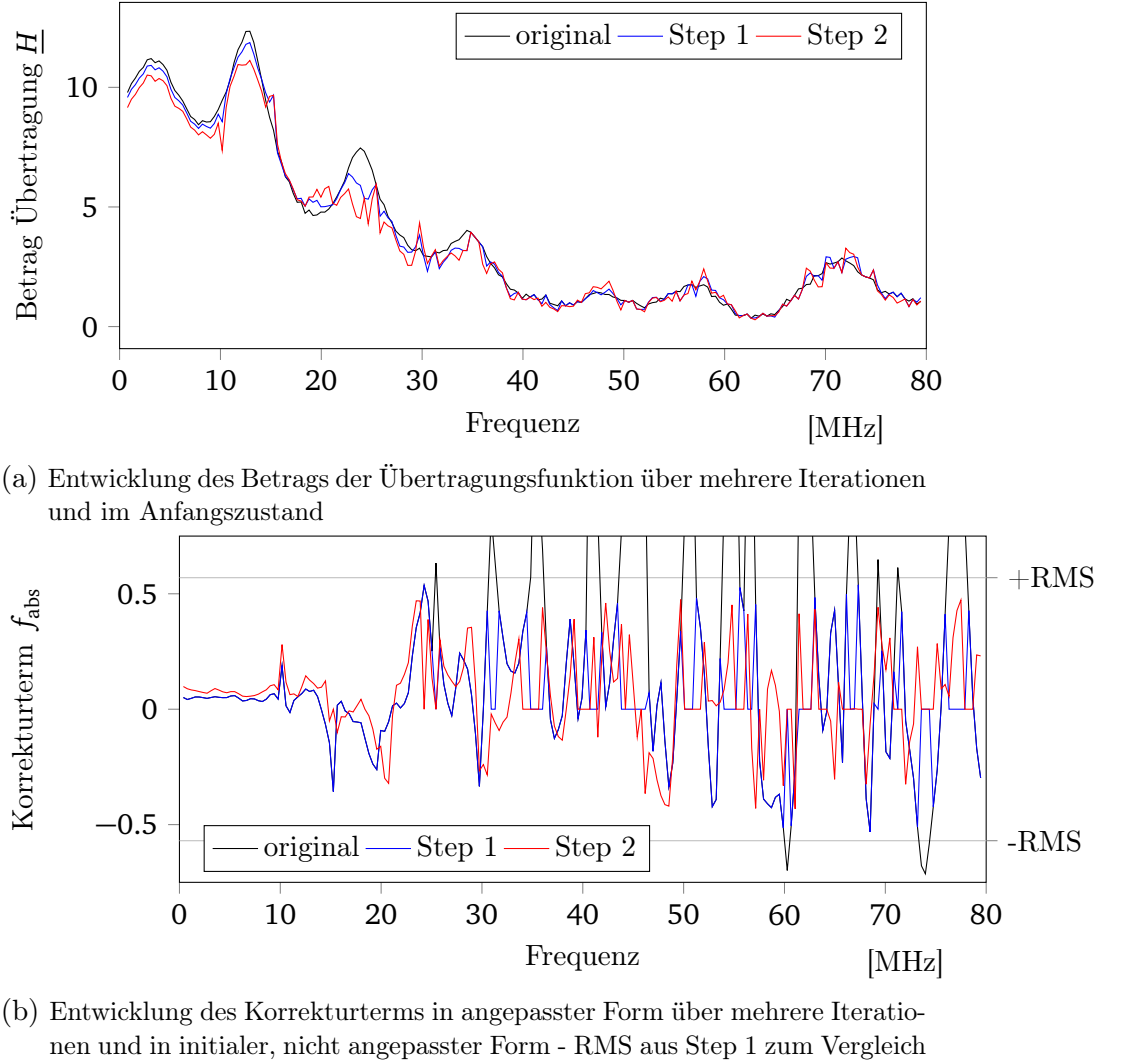 Betrag Übertragung H
original Step 1 Step 2
10
5
0
0 10 20 30 40 50 60 70 80
Frequenz [MHz]
(a) Entwicklung des Betrags der Übertragungsfunktion über mehrere Iterationen
und im Anfangszustand
Korrekturterm f_abs
0.5
0
−0.5
+RMS
-RMS
original Step 1 Step 2
0 10 20 30 40 50 60 70 80
Frequenz [MHz]
(b) Entwicklung des Korrekturterms in angepasster Form über mehrere Iteratio-
nen und in initialer, nicht angepasster Form - RMS aus Step 1 zum Vergleich